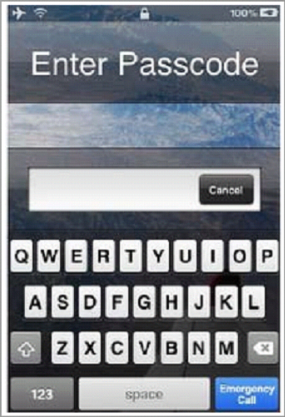 100%
Enter Passcode
Cancel
Q W E R T Y U I O P
A S D F G H J K L
Z X C V B N M
123 space Emergency
Call